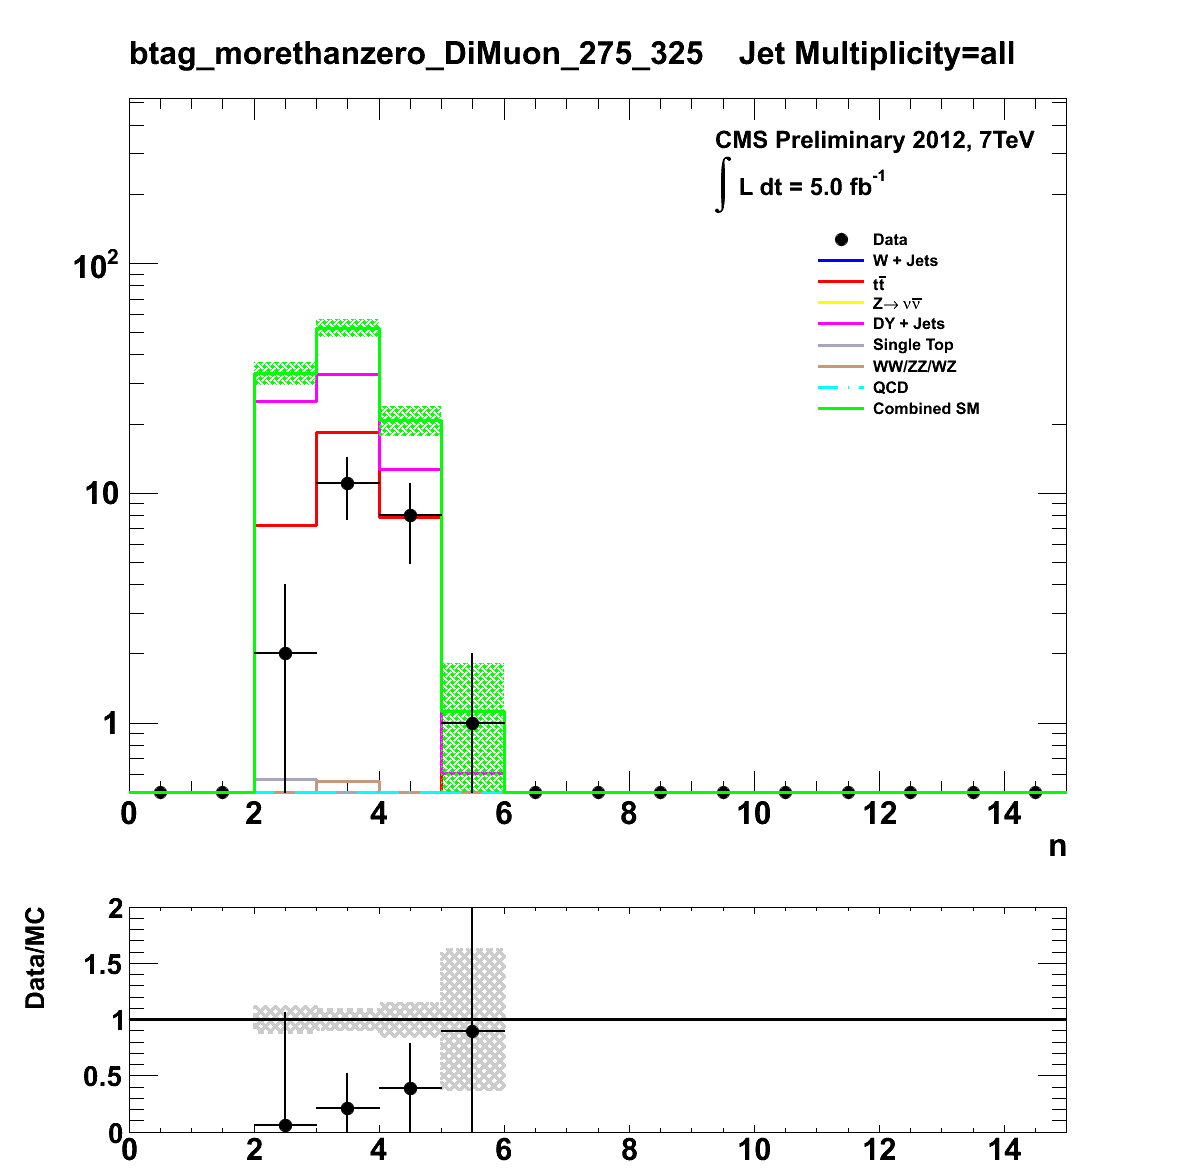 btag_morethanzero_DiMuon_275_325    Jet Multiplicity=all
CMS Preliminary 2012, 7TeV
∫ L dt = 5.0 fb⁻¹
Data
W + Jets
tt̅
Z→ νν̅
DY + Jets
Single Top
WW/ZZ/WZ
QCD
Combined SM
10²
10
1
0 2 4 6 8 10 12 14
n
Data/MC
2
1.5
1
0.5
0
0 2 4 6 8 10 12 14